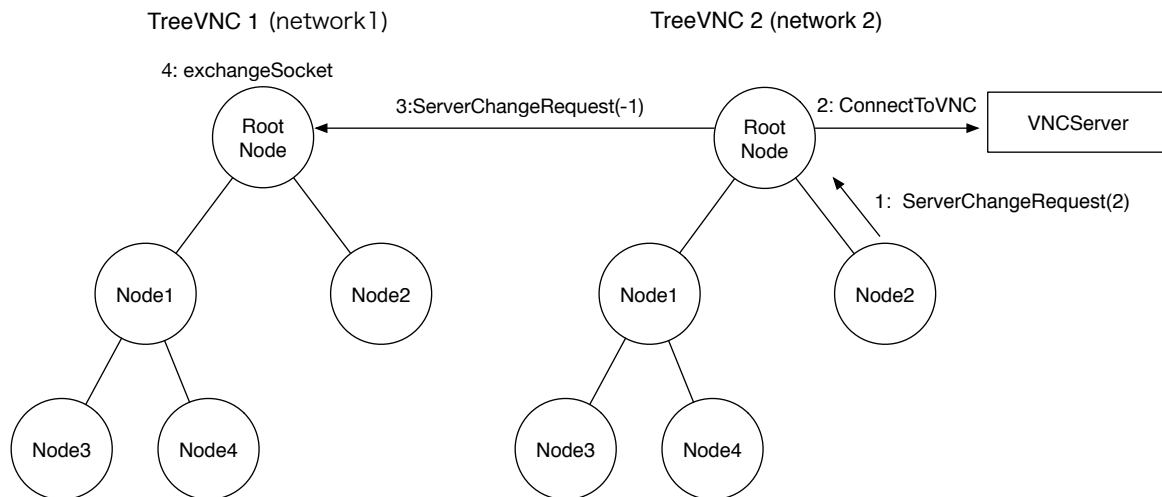 TreeVNC 1 (network1)
TreeVNC 2 (network 2)
4: exchangeSocket
3:ServerChangeRequest(-1)
2: ConnectToVNC
Root
Node
Root
Node
VNCServer
1: ServerChangeRequest(2)
Node1
Node2
Node1
Node2
Node3
Node4
Node3
Node4